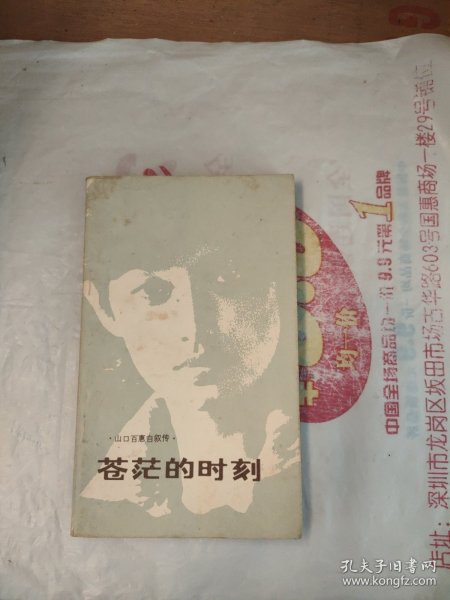 ·山口百惠自叙传·
苍茫的时刻
中国全场商品均一价9.9元第1品牌
均一价
店址：深圳市龙岗区坂田市场吉华路603号国惠商场一楼29号铺位
孔夫子旧书网
www.kongfz.com